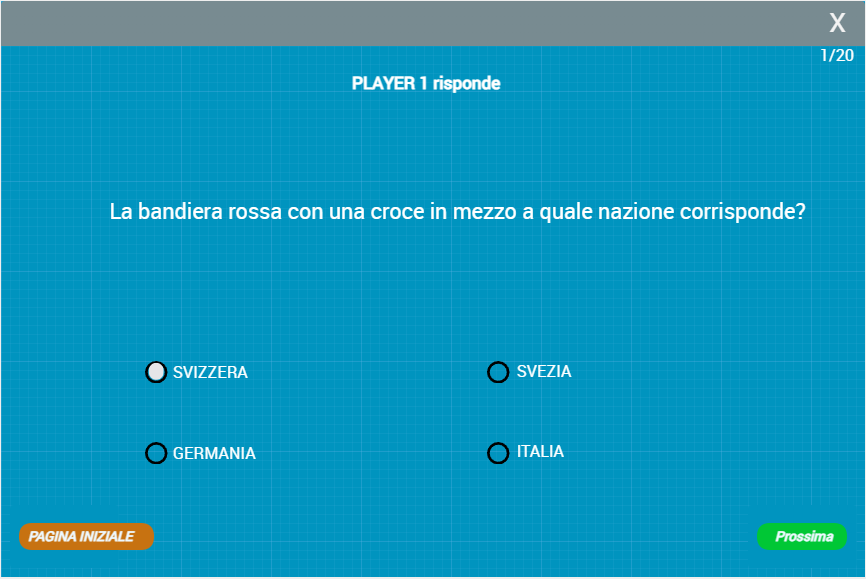 X
1/20
PLAYER 1 risponde
La bandiera rossa con una croce in mezzo a quale nazione corrisponde?
SVIZZERA
SVEZIA
GERMANIA
ITALIA
PAGINA INIZIALE
Prossima